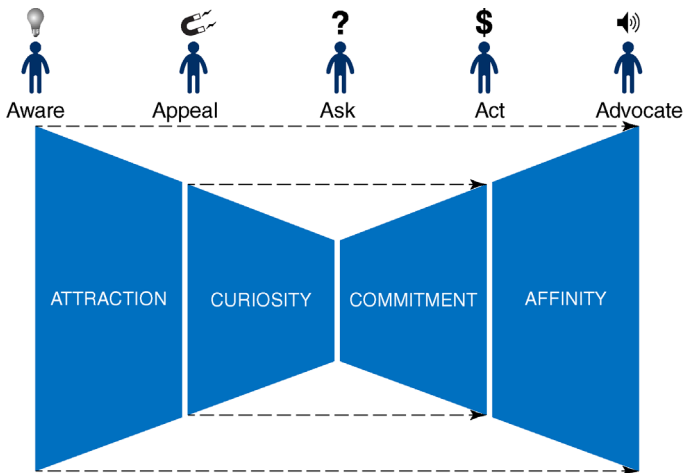 ? $
Aware Appeal Ask Act Advocate
ATTRACTION CURIOSITY COMMITMENT AFFINITY